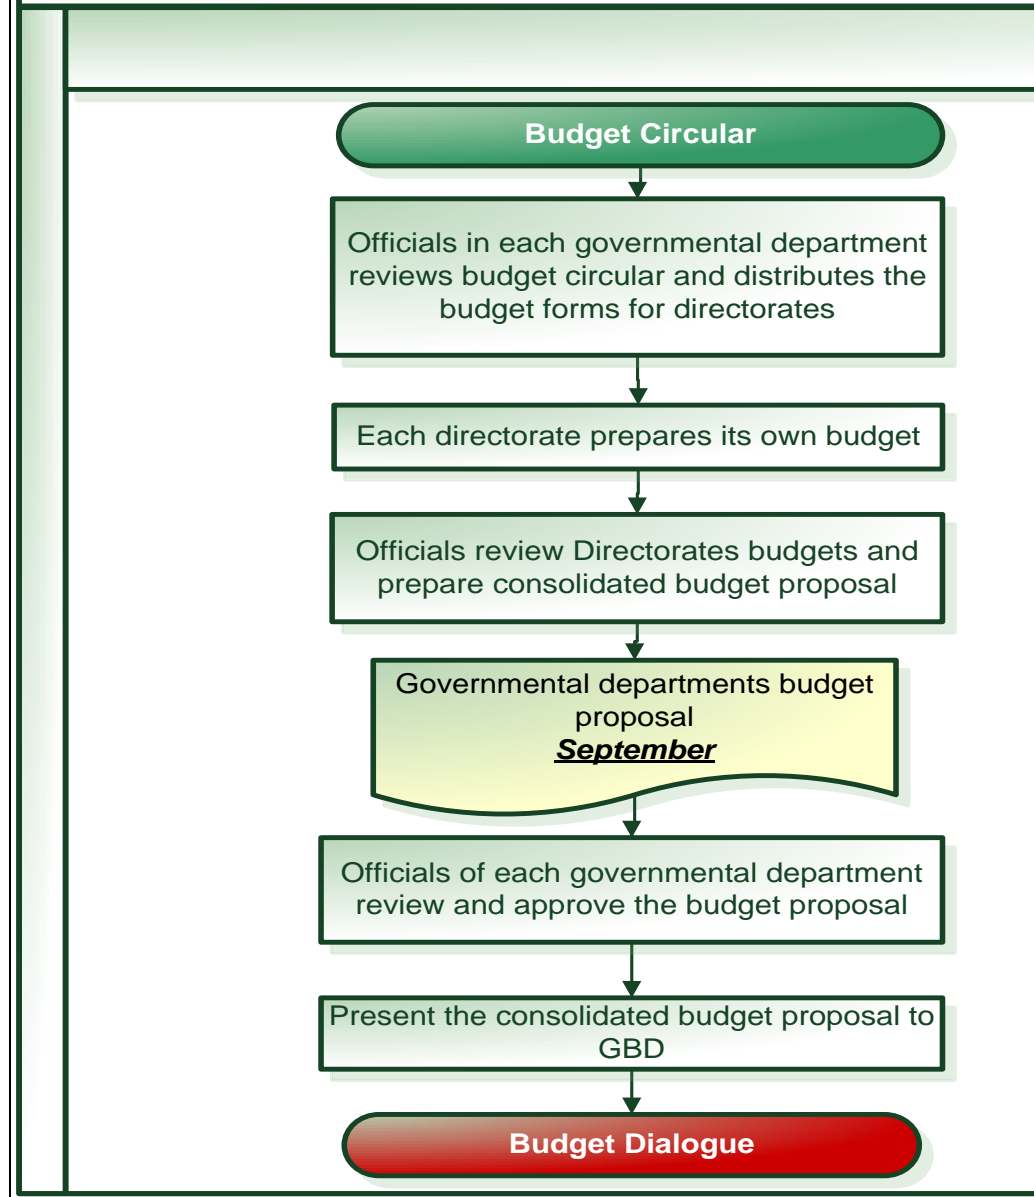 Budget Circular
Officials in each governmental department
reviews budget circular and distributes the
budget forms for directorates
Each directorate prepares its own budget
Officials review Directorates budgets and
prepare consolidated budget proposal
Governmental departments budget
proposal
September
Officials of each governmental department
review and approve the budget proposal
Present the consolidated budget proposal to
GBD
Budget Dialogue